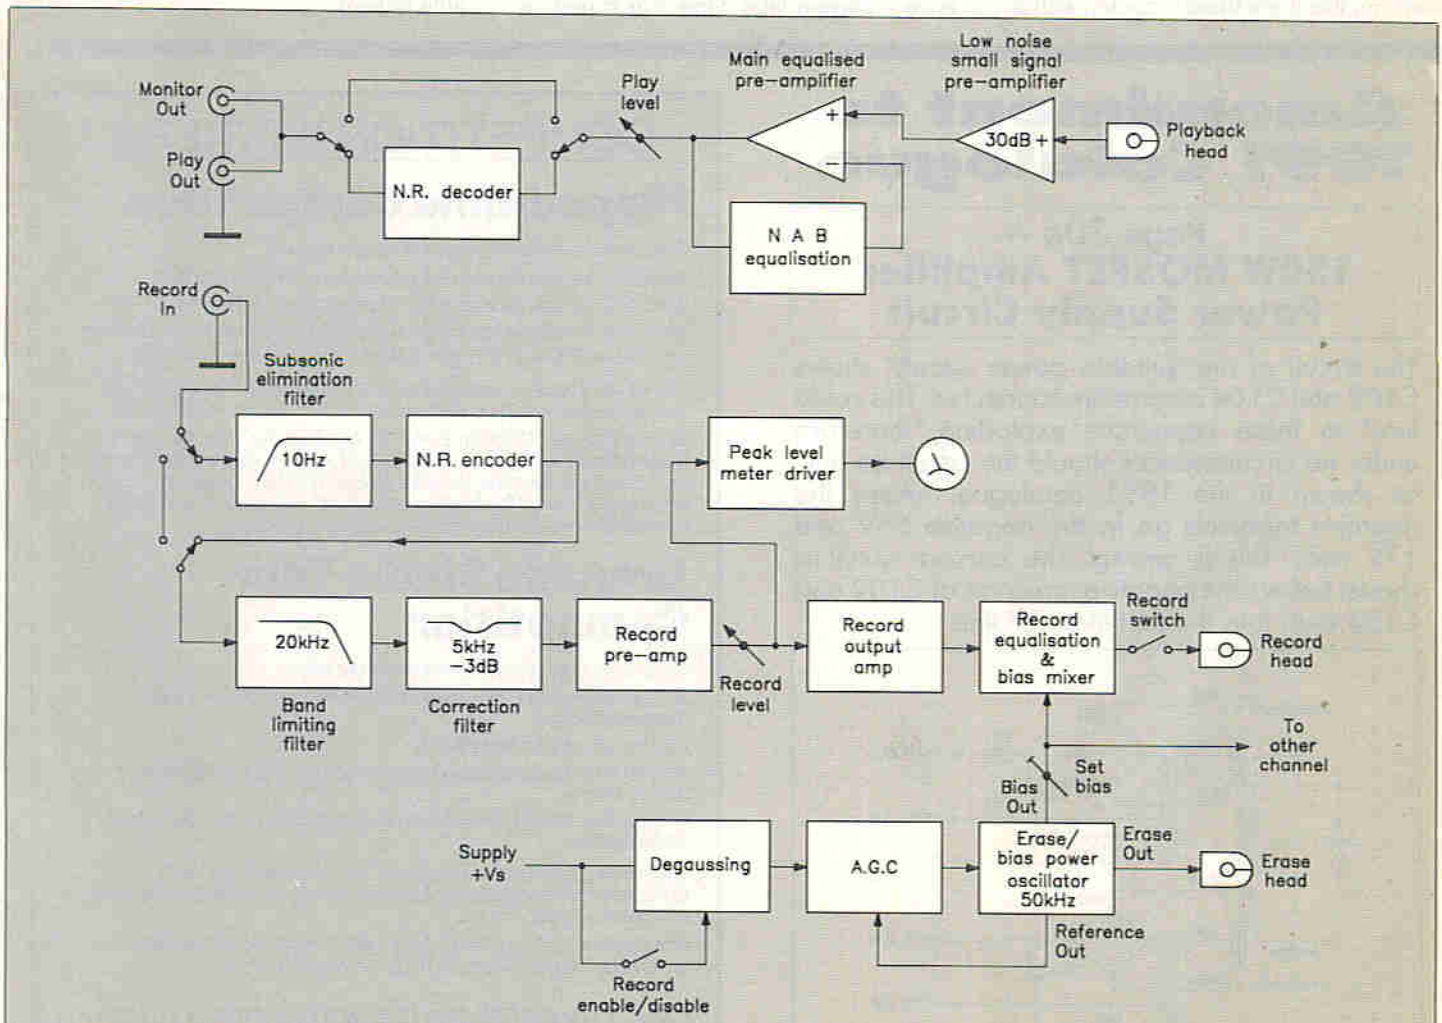 Monitor
Out
Play
Out
N.R. decoder
Play
level
Main equalised
pre-amplifier
+
−
Low noise
small signal
pre-amplifier
30dB +
Playback
head
N A B
equalisation
Record
In
Subsonic
elimination
filter
10Hz
N.R. encoder
Peak level
meter driver
20kHz
Band
limiting
filter
5kHz
-3dB
Correction
filter
Record
pre-amp
Record
level
Record
output
amp
Record
equalisation
&
bias mixer
Record
switch
Record
head
To
other
channel
Set
bias
Bias
Out
Supply
+Vs
Degaussing
A.G.C
Erase/
bias power
oscillator
50kHz
Erase
Out
Erase
head
Reference
Out
Record
enable/disable